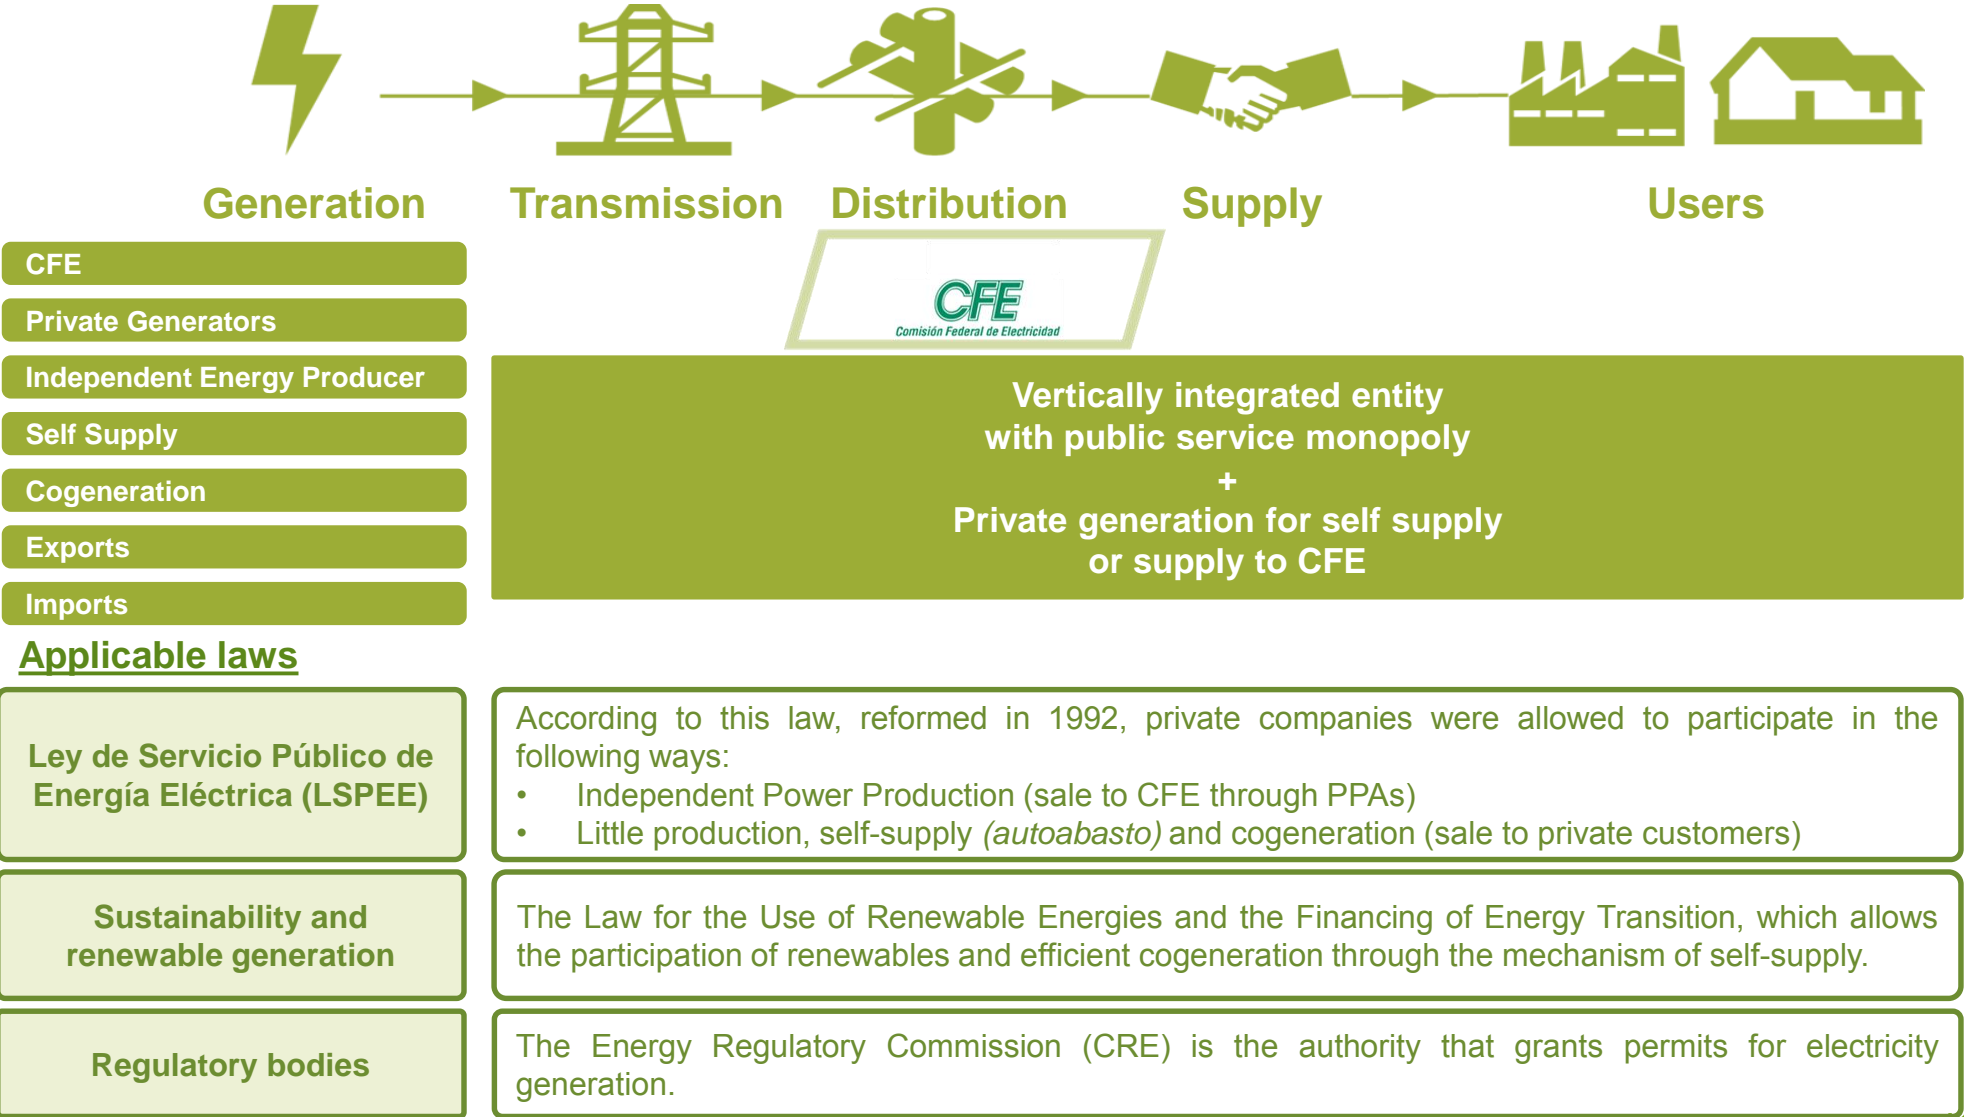 Generation
Transmission
Distribution
Supply
Users
CFE
Private Generators
Independent Energy Producer
Self Supply
Cogeneration
Exports
Imports
CFE
Comisión Federal de Electricidad
Vertically integrated entity
with public service monopoly
+
Private generation for self supply
or supply to CFE
Applicable laws
Ley de Servicio Público de
Energía Eléctrica (LSPEE)
According to this law, reformed in 1992, private companies were allowed to participate in the
following ways:
• Independent Power Production (sale to CFE through PPAs)
• Little production, self-supply (autoabasto) and cogeneration (sale to private customers)
Sustainability and
renewable generation
The Law for the Use of Renewable Energies and the Financing of Energy Transition, which allows
the participation of renewables and efficient cogeneration through the mechanism of self-supply.
Regulatory bodies
The Energy Regulatory Commission (CRE) is the authority that grants permits for electricity
generation.